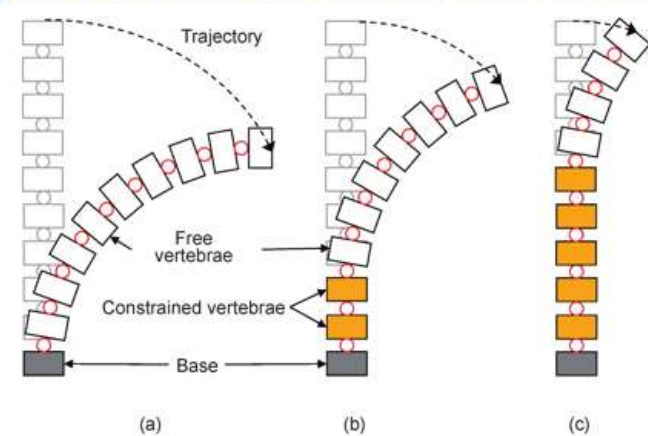 Trajectory
Free
vertebrae
Constrained vertebrae
Base
(a)
(b)
(c)